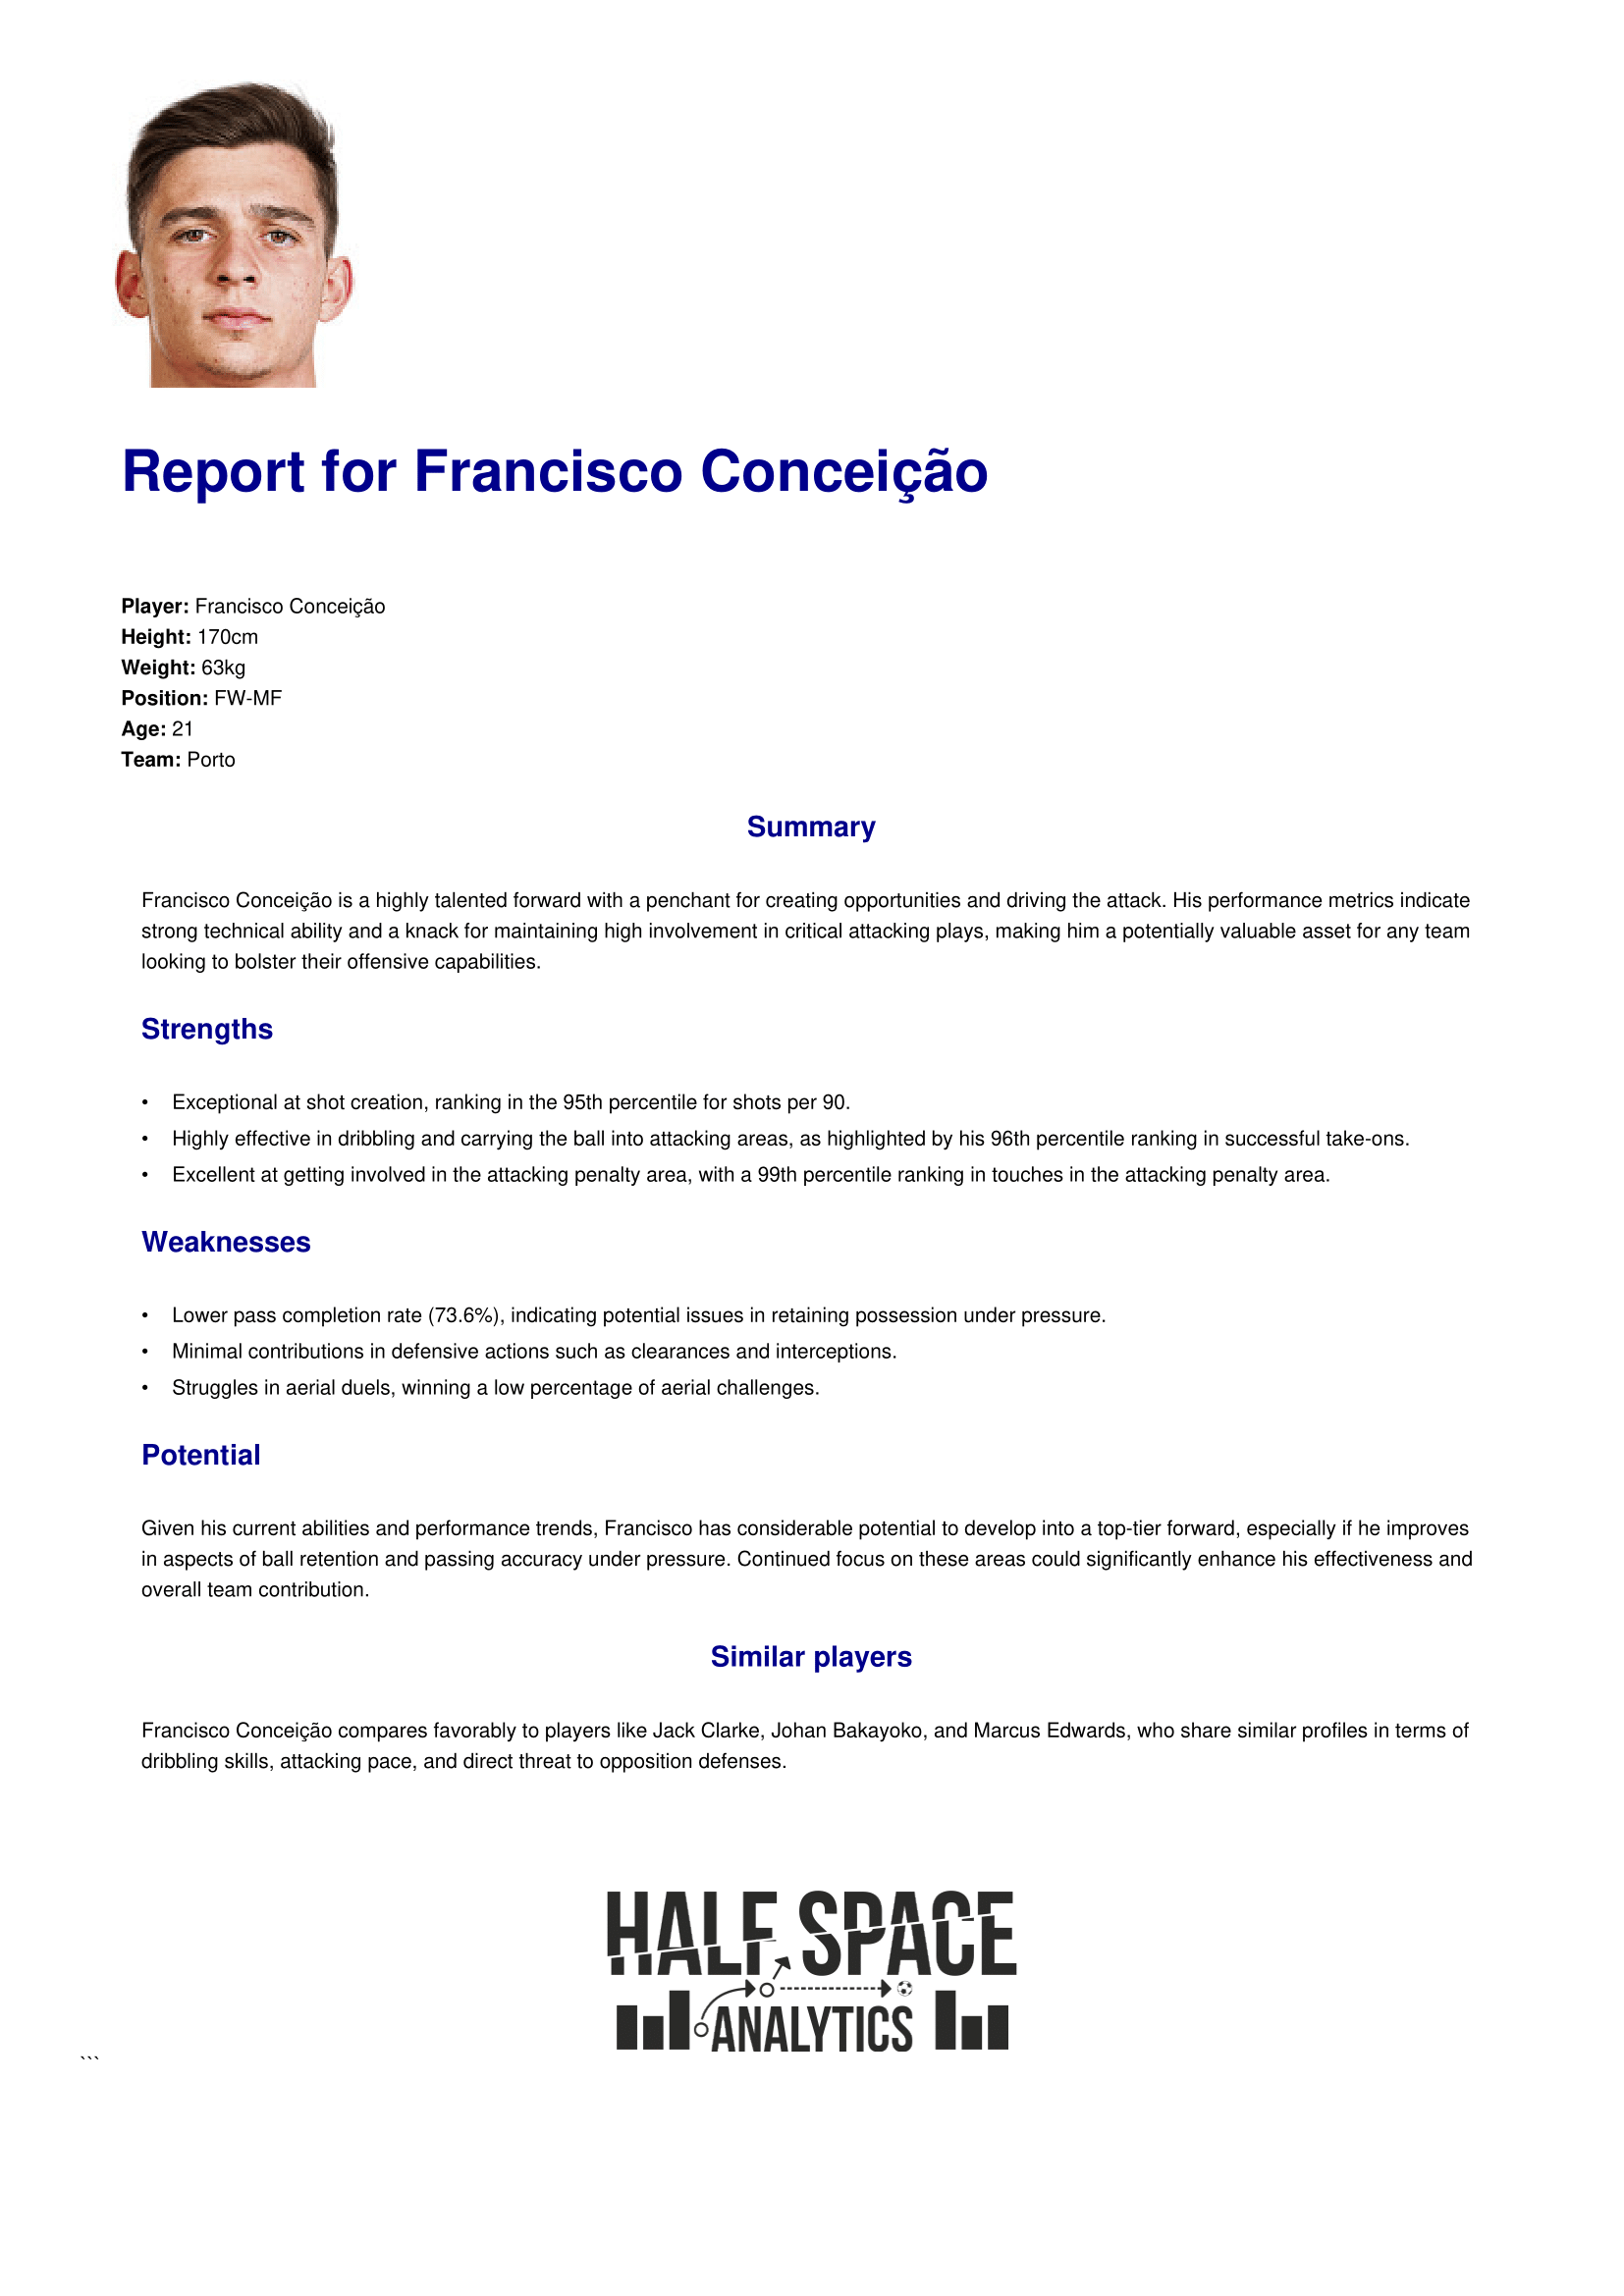 Report for Francisco Conceição
Player: Francisco Conceição
Height: 170cm
Weight: 63kg
Position: FW-MF
Age: 21
Team: Porto
Summary
Francisco Conceição is a highly talented forward with a penchant for creating opportunities and driving the attack. His performance metrics indicate
strong technical ability and a knack for maintaining high involvement in critical attacking plays, making him a potentially valuable asset for any team
looking to bolster their offensive capabilities.
Strengths
• Exceptional at shot creation, ranking in the 95th percentile for shots per 90.
• Highly effective in dribbling and carrying the ball into attacking areas, as highlighted by his 96th percentile ranking in successful take-ons.
• Excellent at getting involved in the attacking penalty area, with a 99th percentile ranking in touches in the attacking penalty area.
Weaknesses
• Lower pass completion rate (73.6%), indicating potential issues in retaining possession under pressure.
• Minimal contributions in defensive actions such as clearances and interceptions.
• Struggles in aerial duels, winning a low percentage of aerial challenges.
Potential
Given his current abilities and performance trends, Francisco has considerable potential to develop into a top-tier forward, especially if he improves
in aspects of ball retention and passing accuracy under pressure. Continued focus on these areas could significantly enhance his effectiveness and
overall team contribution.
Similar players
Francisco Conceição compares favorably to players like Jack Clarke, Johan Bakayoko, and Marcus Edwards, who share similar profiles in terms of
dribbling skills, attacking pace, and direct threat to opposition defenses.
HALF SPACE
ANALYTICS
```